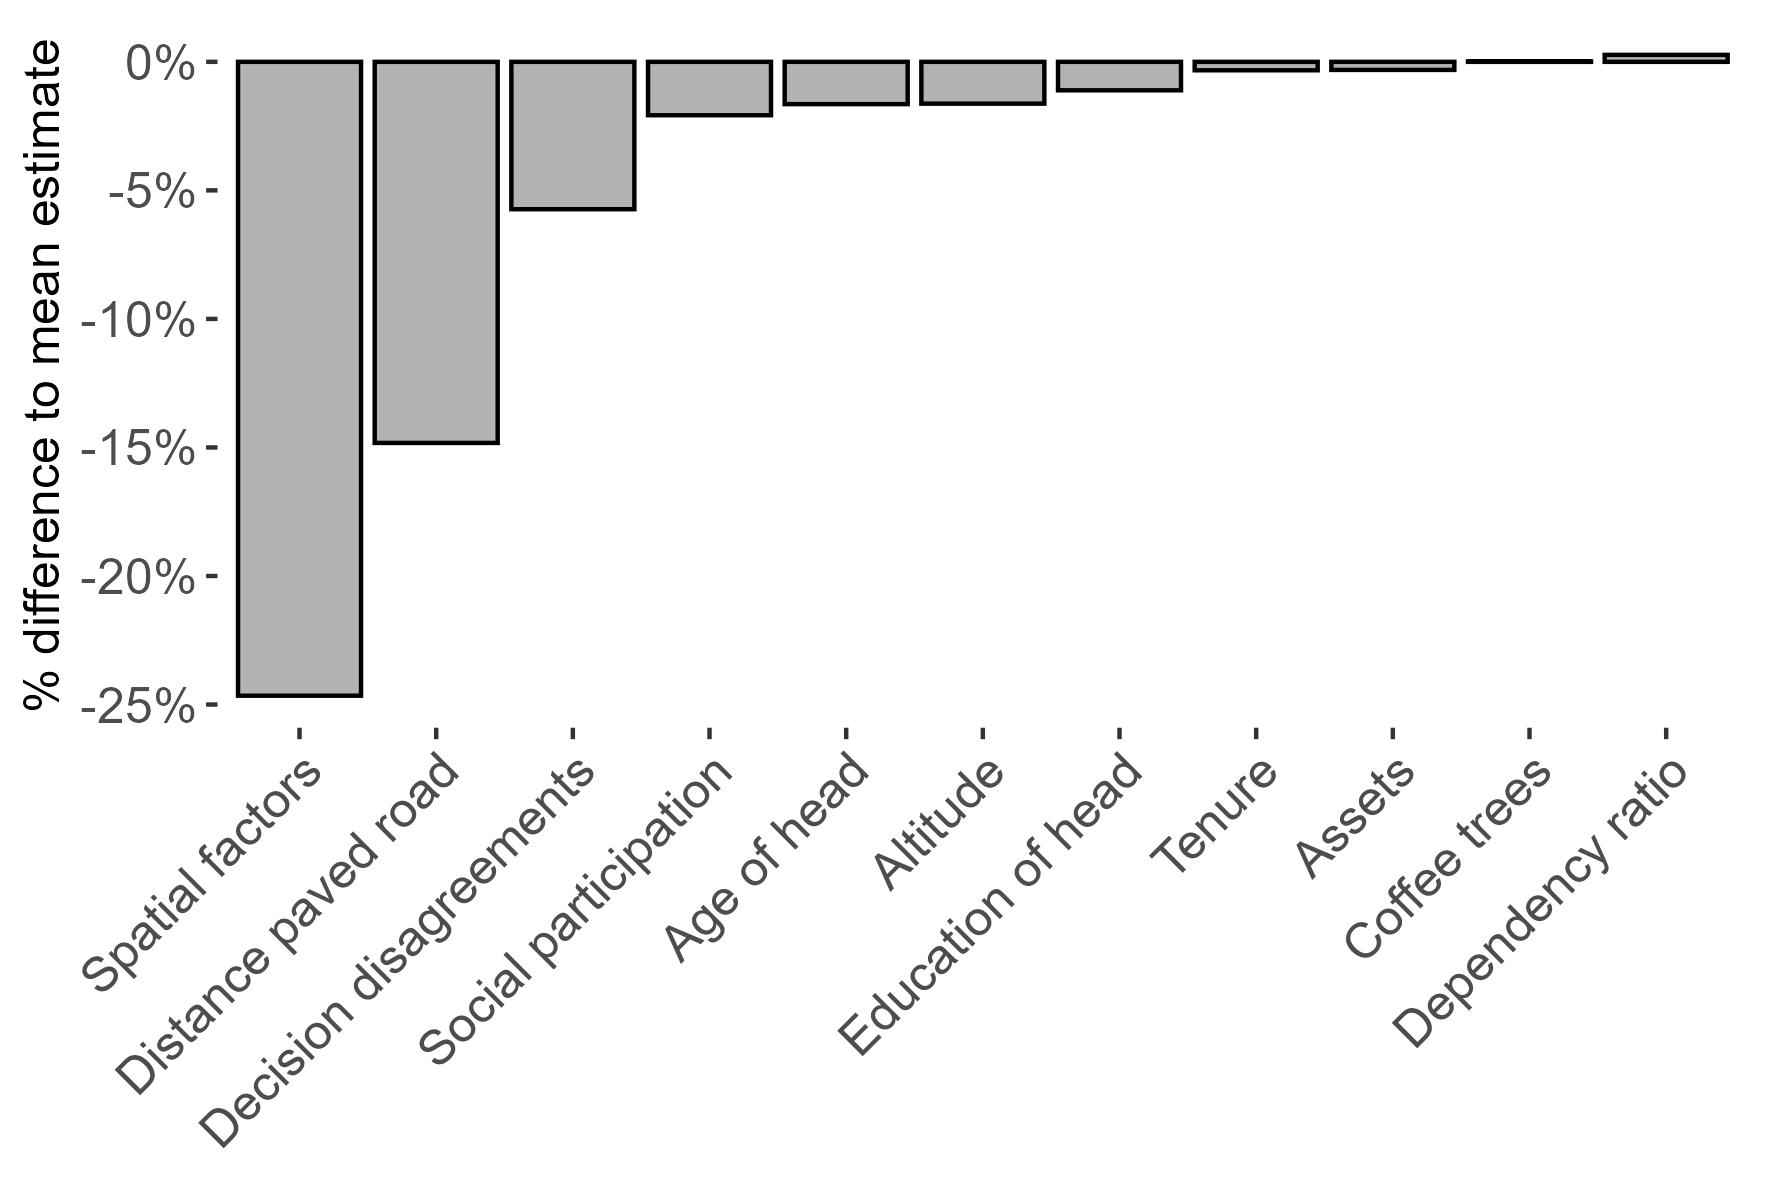 % difference to mean estimate
0%
-5%
-10%
-15%
-20%
-25%
Spatial factors
Distance paved road
Decision disagreements
Social participation
Age of head
Altitude
Education of head
Tenure
Assets
Coffee trees
Dependency ratio